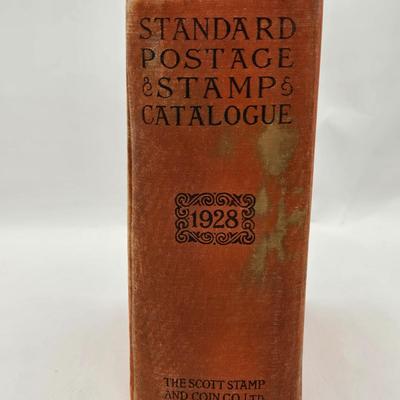 STANDARD
POSTAGE
& STAMP &
CATALOGUE
1928
THE SCOTT STAMP
AND COIN CO. LTD.